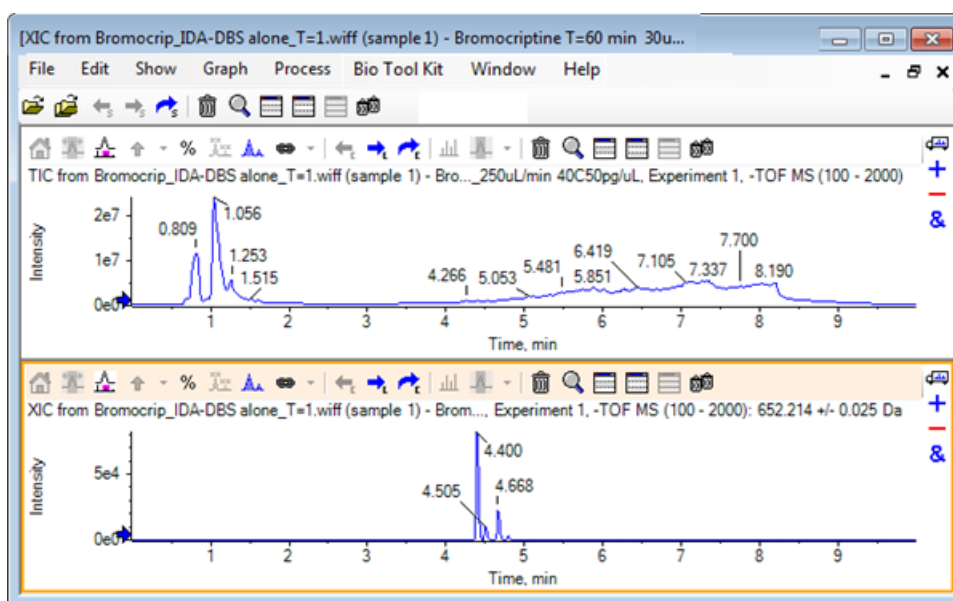 [XIC from Bromocrip_IDA-DBS alone_T=1.wiff (sample 1) - Bromocriptine T=60 min 30u...
File Edit Show Graph Process Bio Tool Kit Window Help
TIC from Bromocrip_IDA-DBS alone_T=1.wiff (sample 1) - Bro..._250uL/min 40C50pg/uL, Experiment 1, -TOF MS (100 - 2000)
Intensity
2e7
1e7
0e0
0.809
1.056
1.253
1.515
4.266
5.053
5.481
5.851
6.419
7.105
7.337
7.700
8.190
1 2 3 4 5 6 7 8 9
Time, min
XIC from Bromocrip_IDA-DBS alone_T=1.wiff (sample 1) - Brom..., Experiment 1, -TOF MS (100 - 2000): 652.214 +/- 0.025 Da
Intensity
5e4
0e0
4.400
4.505
4.668
1 2 3 4 5 6 7 8 9
Time, min